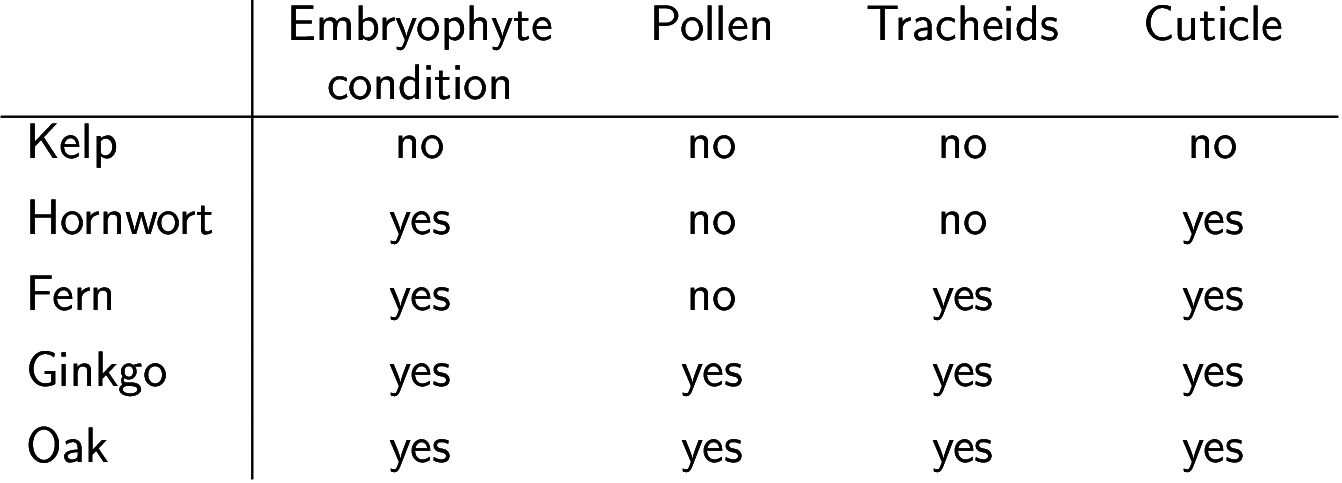 Embryophyte Pollen Tracheids Cuticle
condition
Kelp no no no no
Hornwort yes no no yes
Fern yes no yes yes
Ginkgo yes yes yes yes
Oak yes yes yes yes